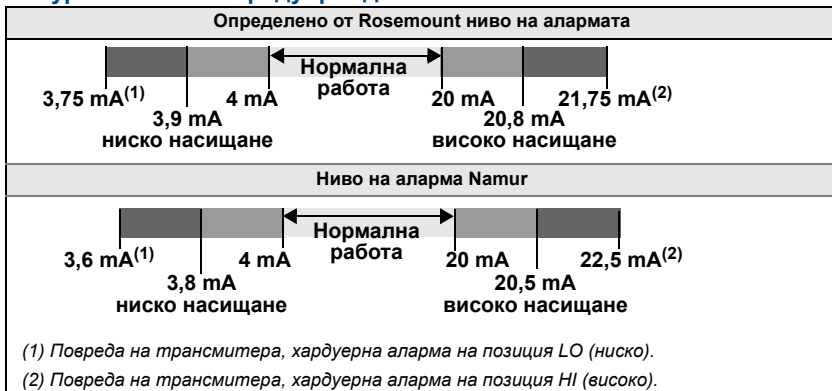 Определено от Rosemount ниво на алармата
Нормална
работа
3,75 mA(1) 4 mA 20 mA 21,75 mA(2)
3,9 mA 20,8 mA
ниско насищане високо насищане
Ниво на аларма Namur
Нормална
работа
3,6 mA(1) 4 mA 20 mA 22,5 mA(2)
3,8 mA 20,5 mA
ниско насищане високо насищане
(1) Повреда на трансмитера, хардуерна аларма на позиция LO (ниско).
(2) Повреда на трансмитера, хардуерна аларма на позиция HI (високо).